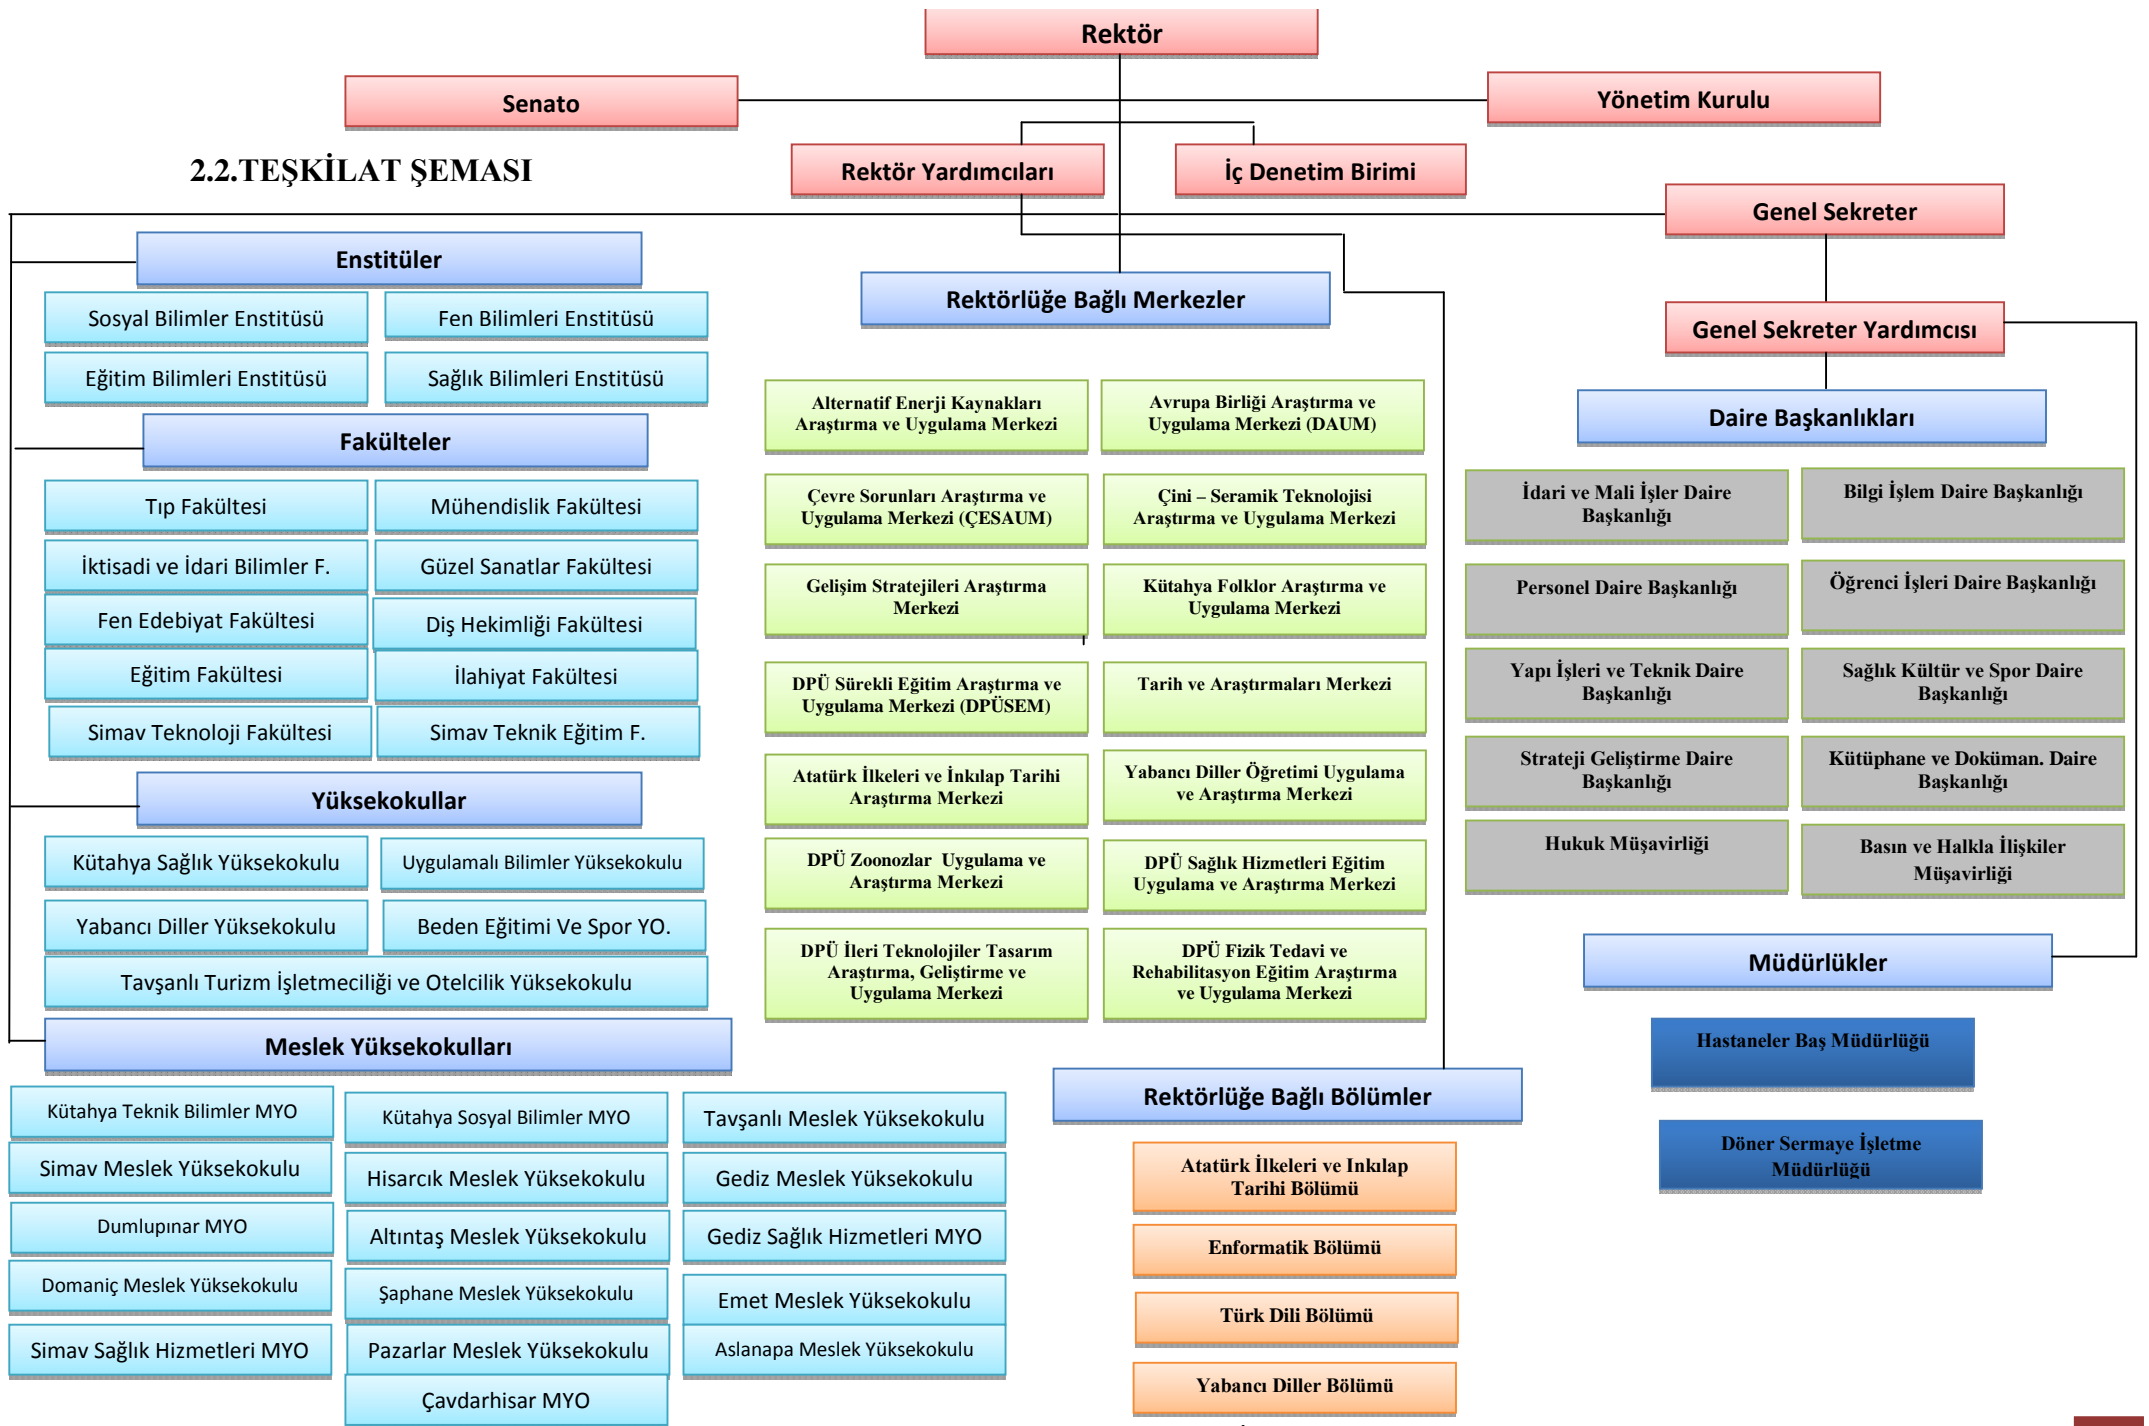 Rektör
Senato
Yönetim Kurulu
2.2.TEŞKİLAT ŞEMASI
Rektör Yardımcıları
İç Denetim Birimi
Genel Sekreter
Enstitüler
Sosyal Bilimler Enstitüsü
Fen Bilimleri Enstitüsü
Eğitim Bilimleri Enstitüsü
Sağlık Bilimleri Enstitüsü
Fakülteler
Tıp Fakültesi
Mühendislik Fakültesi
İktisadi ve İdari Bilimler F.
Güzel Sanatlar Fakültesi
Fen Edebiyat Fakültesi
Diş Hekimliği Fakültesi
Eğitim Fakültesi
İlahiyat Fakültesi
Simav Teknoloji Fakültesi
Simav Teknik Eğitim F.
Yüksekokullar
Kütahya Sağlık Yüksekokulu
Uygulamalı Bilimler Yüksekokulu
Yabancı Diller Yüksekokulu
Beden Eğitimi Ve Spor YO.
Tavşanlı Turizm İşletmeciliği ve Otelcilik Yüksekokulu
Meslek Yüksekokulları
Kütahya Teknik Bilimler MYO
Kütahya Sosyal Bilimler MYO
Tavşanlı Meslek Yüksekokulu
Simav Meslek Yüksekokulu
Hisarcık Meslek Yüksekokulu
Gediz Meslek Yüksekokulu
Dumlupınar MYO
Altıntaş Meslek Yüksekokulu
Gediz Sağlık Hizmetleri MYO
Domaniç Meslek Yüksekokulu
Şaphane Meslek Yüksekokulu
Emet Meslek Yüksekokulu
Simav Sağlık Hizmetleri MYO
Pazarlar Meslek Yüksekokulu
Aslanapa Meslek Yüksekokulu
Çavdarhisar MYO
Rektörlüğe Bağlı Merkezler
Alternatif Enerji Kaynakları
Araştırma ve Uygulama Merkezi
Avrupa Birliği Araştırma ve
Uygulama Merkezi (DAUM)
Çevre Sorunları Araştırma ve
Uygulama Merkezi (ÇESAUM)
Çini – Seramik Teknolojisi
Araştırma ve Uygulama Merkezi
Gelişim Stratejileri Araştırma
Merkezi
Kütahya Folklor Araştırma ve
Uygulama Merkezi
DPÜ Sürekli Eğitim Araştırma ve
Uygulama Merkezi (DPÜSEM)
Tarih ve Araştırmaları Merkezi
Atatürk İlkeleri ve İnkılap Tarihi
Araştırma Merkezi
Yabancı Diller Öğretimi Uygulama
ve Araştırma Merkezi
DPÜ Zoonozlar Uygulama ve
Araştırma Merkezi
DPÜ Sağlık Hizmetleri Eğitim
Uygulama ve Araştırma Merkezi
DPÜ İleri Teknolojiler Tasarım
Araştırma, Geliştirme ve
Uygulama Merkezi
DPÜ Fizik Tedavi ve
Rehabilitasyon Eğitim Araştırma
ve Uygulama Merkezi
Rektörlüğe Bağlı Bölümler
Atatürk İlkeleri ve Inkılap
Tarihi Bölümü
Enformatik Bölümü
Türk Dili Bölümü
Yabancı Diller Bölümü
Genel Sekreter Yardımcısı
Daire Başkanlıkları
İdari ve Mali İşler Daire
Başkanlığı
Bilgi İşlem Daire Başkanlığı
Personel Daire Başkanlığı
Öğrenci İşleri Daire Başkanlığı
Yapı İşleri ve Teknik Daire
Başkanlığı
Sağlık Kültür ve Spor Daire
Başkanlığı
Strateji Geliştirme Daire
Başkanlığı
Kütüphane ve Doküman. Daire
Başkanlığı
Hukuk Müşavirliği
Basın ve Halkla İlişkiler
Müşavirliği
Müdürlükler
Hastaneler Baş Müdürlüğü
Döner Sermaye İşletme
Müdürlüğü